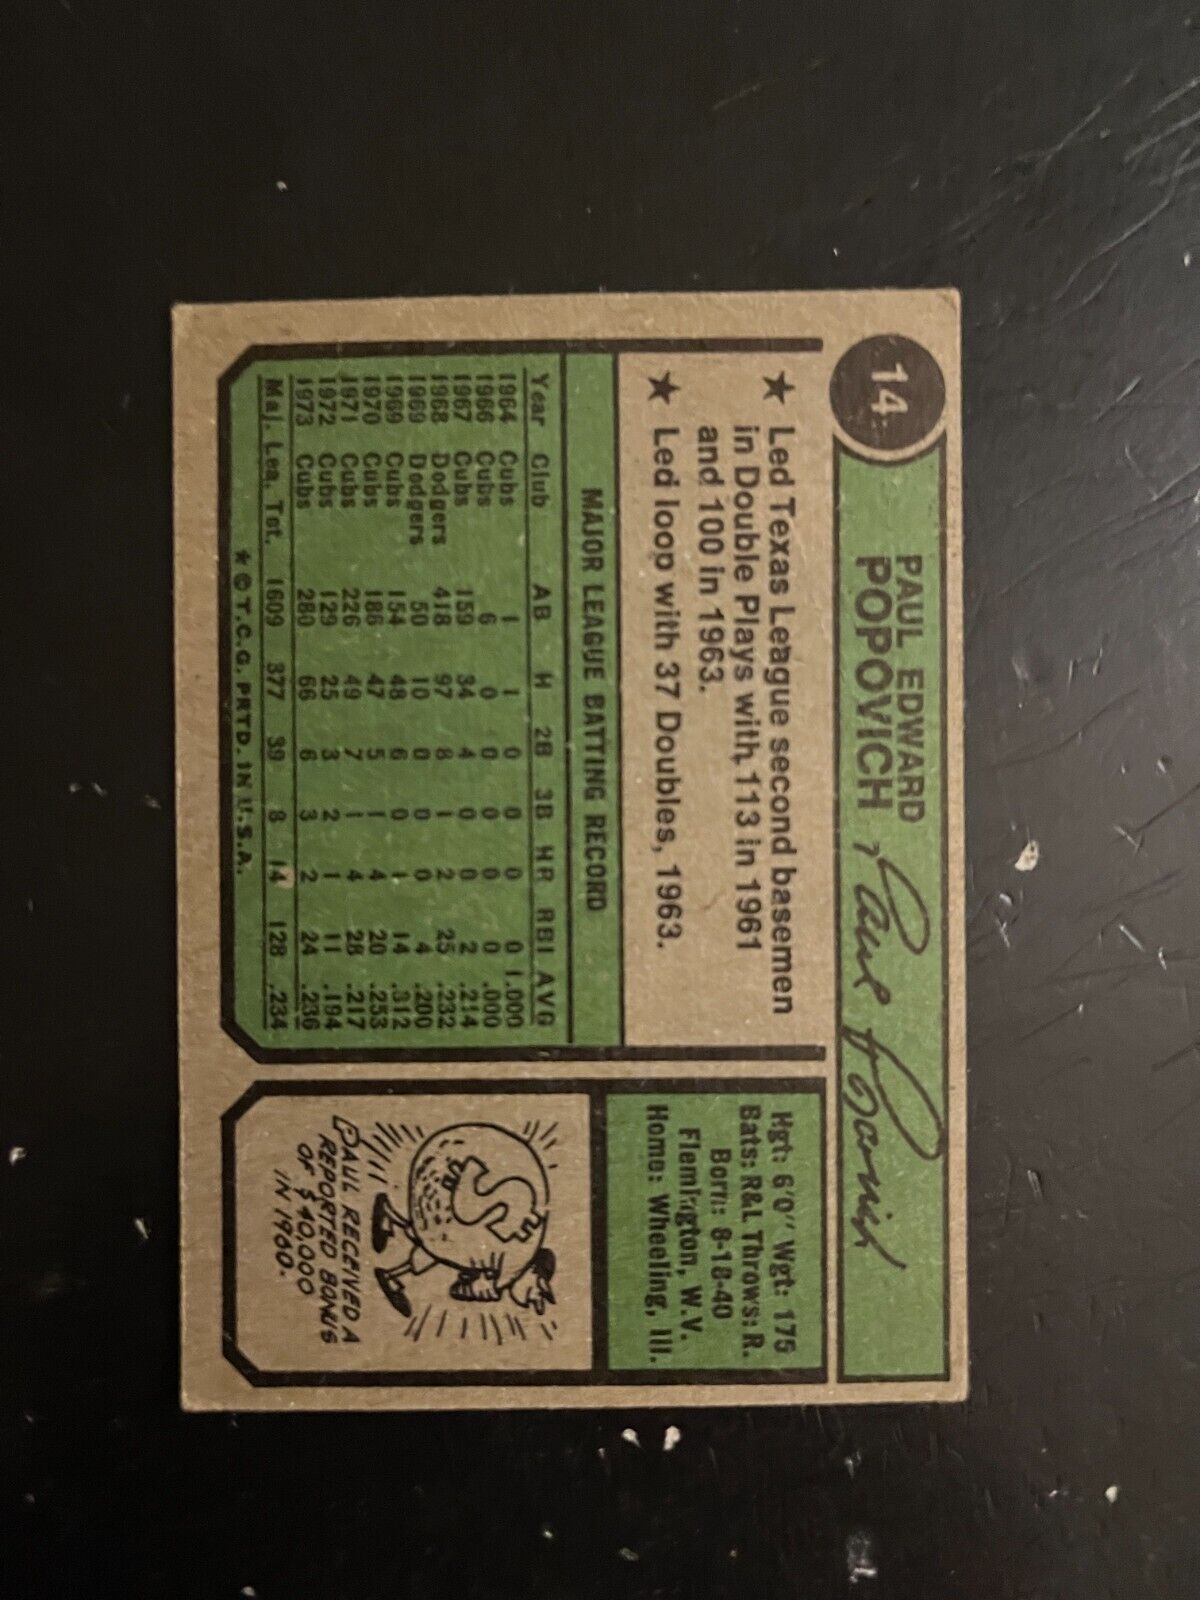 14
PAUL EDWARD
POPOVICH
Paul Popovich
★ Led Texas League second basemen
in Double Plays with 113 in 1961
and 100 in 1963.
★ Led loop with 37 Doubles, 1963.
Hgt: 6'0" Wgt: 175
Bats: R&L Throws: R.
Born: 8-18-40
Flemington, W.V.
Home: Wheeling, Ill.
MAJOR LEAGUE BATTING RECORD
Year Club AB H 2B 3B HR RBI AVG
1964 Cubs 1 1 0 0 0 0 1.000
1966 Cubs 6 0 0 0 0 0 .000
1967 Cubs 159 34 4 0 0 2 .214
1968 Dodgers 418 97 8 1 2 25 .232
1969 Dodgers 50 10 0 0 0 4 .200
1969 Cubs 154 48 6 0 1 14 .312
1970 Cubs 186 47 5 1 4 20 .253
1971 Cubs 226 49 7 1 4 28 .217
1972 Cubs 129 25 3 2 1 11 .194
1973 Cubs 280 66 6 3 2 24 .236
Maj. Lea. Tot. 1609 377 39 8 14 128 .234
★ © T.C.G. PRTD. IN U.S.A.
$
PAUL RECEIVED A
REPORTED BONUS
OF $40,000
IN 1960.